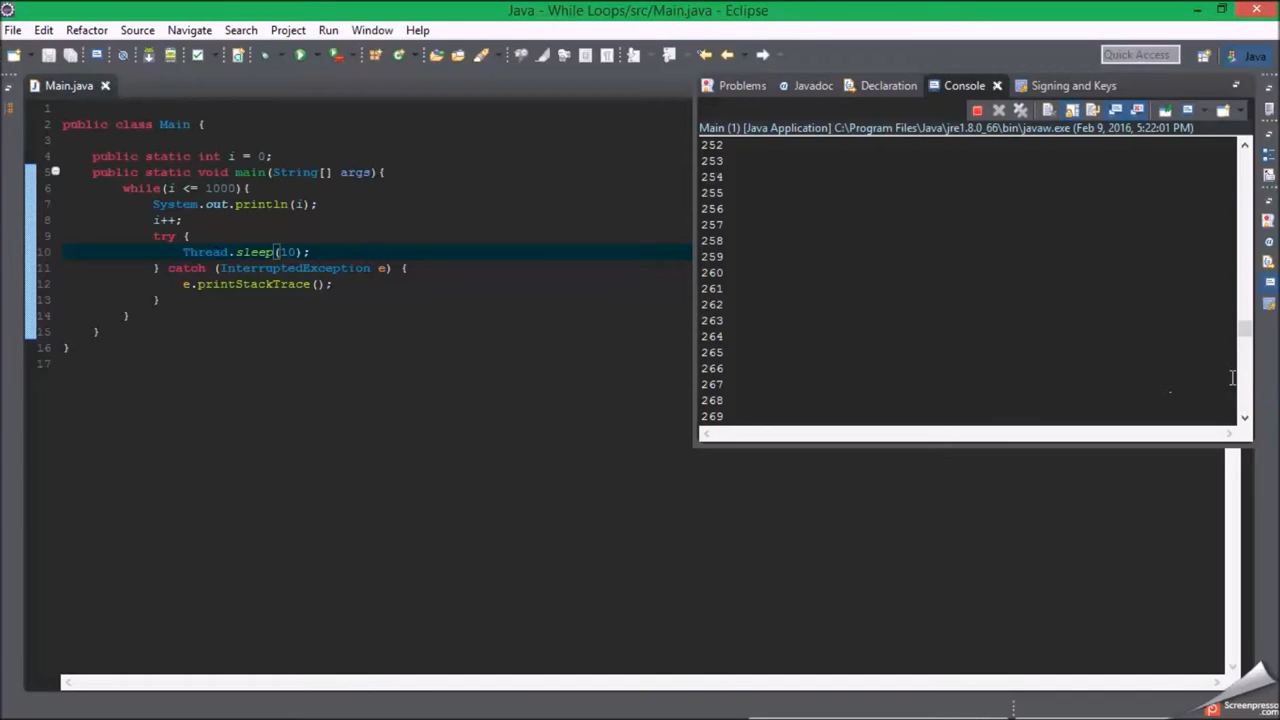 Java - While Loops/src/Main.java - Eclipse
File Edit Refactor Source Navigate Search Project Run Window Help
Quick Access Java
Main.java
Problems Javadoc Declaration Console Signing and Keys
Main (1) [Java Application] C:\Program Files\Java\jre1.8.0_66\bin\javaw.exe (Feb 9, 2016, 5:22:01 PM)
1
2 public class Main {
3
4 public static int i = 0;
5 public static void main(String[] args){
6 while(i <= 1000){
7 System.out.println(i);
8 i++;
9 try {
10 Thread.sleep(10);
11 } catch (InterruptedException e) {
12 e.printStackTrace();
13 }
14 }
15 }
16 }
17
252
253
254
255
256
257
258
259
260
261
262
263
264
265
266
267
268
269
Screenpresso
.com